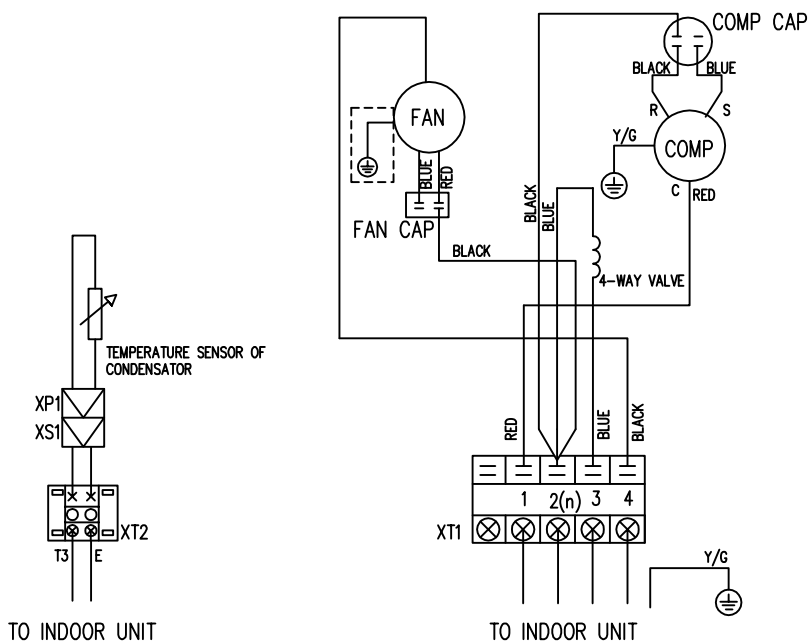 COMP CAP
BLACK
BLUE
R
S
FAN
Y/G
COMP
BLUE
RED
C
RED
BLACK
BLUE
FAN CAP
BLACK
4-WAY VALVE
TEMPERATURE SENSOR OF
CONDENSATOR
XP1
XS1
RED
BLUE
BLACK
1
2(n)
3
4
XT2
XT1
T3
E
Y/G
TO INDOOR UNIT
TO INDOOR UNIT